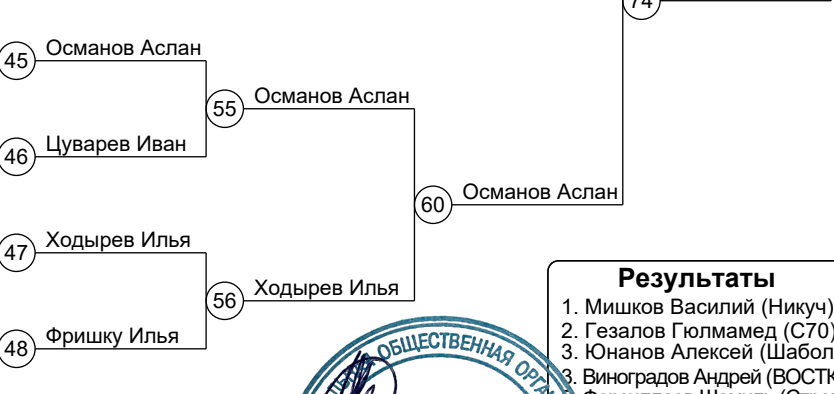 74
45 Османов Аслан
55 Османов Аслан
46 Цуварев Иван
60 Османов Аслан
47 Ходырев Илья
56 Ходырев Илья
48 Фришку Илья
Результаты
1. Мишков Василий (Никуч)
2. Гезалов Гюлмамед (С70)
3. Юнанов Алексей (Шабол
3. Виноградов Андрей (ВОСТК
ОБЩЕСТВЕННАЯ